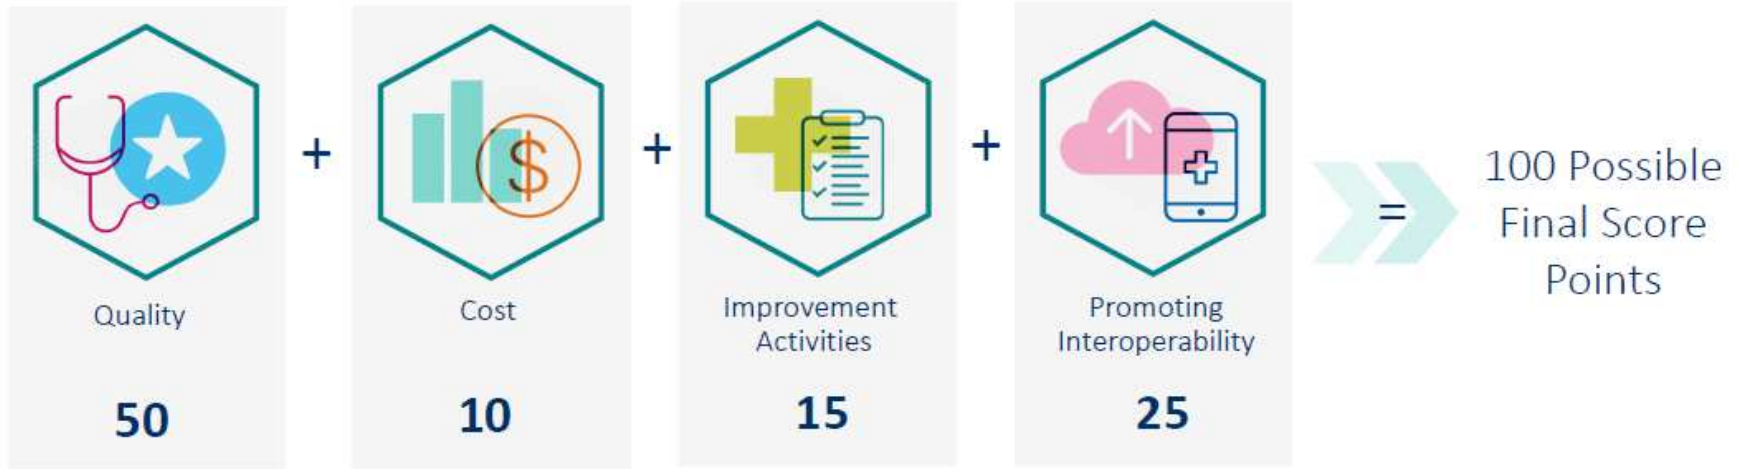 +
+
+
=
$
Quality
50
Cost
10
Improvement
Activities
15
Promoting
Interoperability
25
100 Possible
Final Score
Points